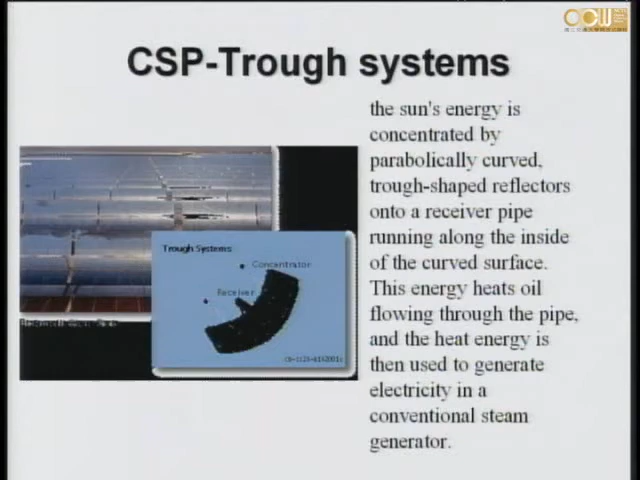 CSP-Trough systems
the sun's energy is
concentrated by
parabolically curved,
trough-shaped reflectors
onto a receiver pipe
running along the inside
of the curved surface.
This energy heats oil
flowing through the pipe,
and the heat energy is
then used to generate
electricity in a
conventional steam
generator.
Trough Systems
Concentrator
Receiver